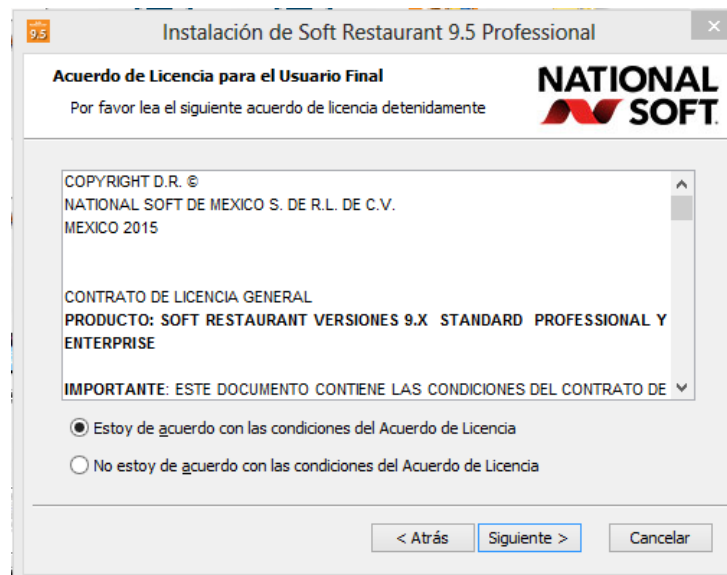 9.5
Instalación de Soft Restaurant 9.5 Professional
Acuerdo de Licencia para el Usuario Final
Por favor lea el siguiente acuerdo de licencia detenidamente
NATIONAL
SOFT.
COPYRIGHT D.R. ©
NATIONAL SOFT DE MEXICO S. DE R.L. DE C.V.
MEXICO 2015
CONTRATO DE LICENCIA GENERAL
PRODUCTO: SOFT RESTAURANT VERSIONES 9.X STANDARD PROFESSIONAL Y
ENTERPRISE
IMPORTANTE: ESTE DOCUMENTO CONTIENE LAS CONDICIONES DEL CONTRATO DE
Estoy de acuerdo con las condiciones del Acuerdo de Licencia
No estoy de acuerdo con las condiciones del Acuerdo de Licencia
< Atrás
Siguiente >
Cancelar